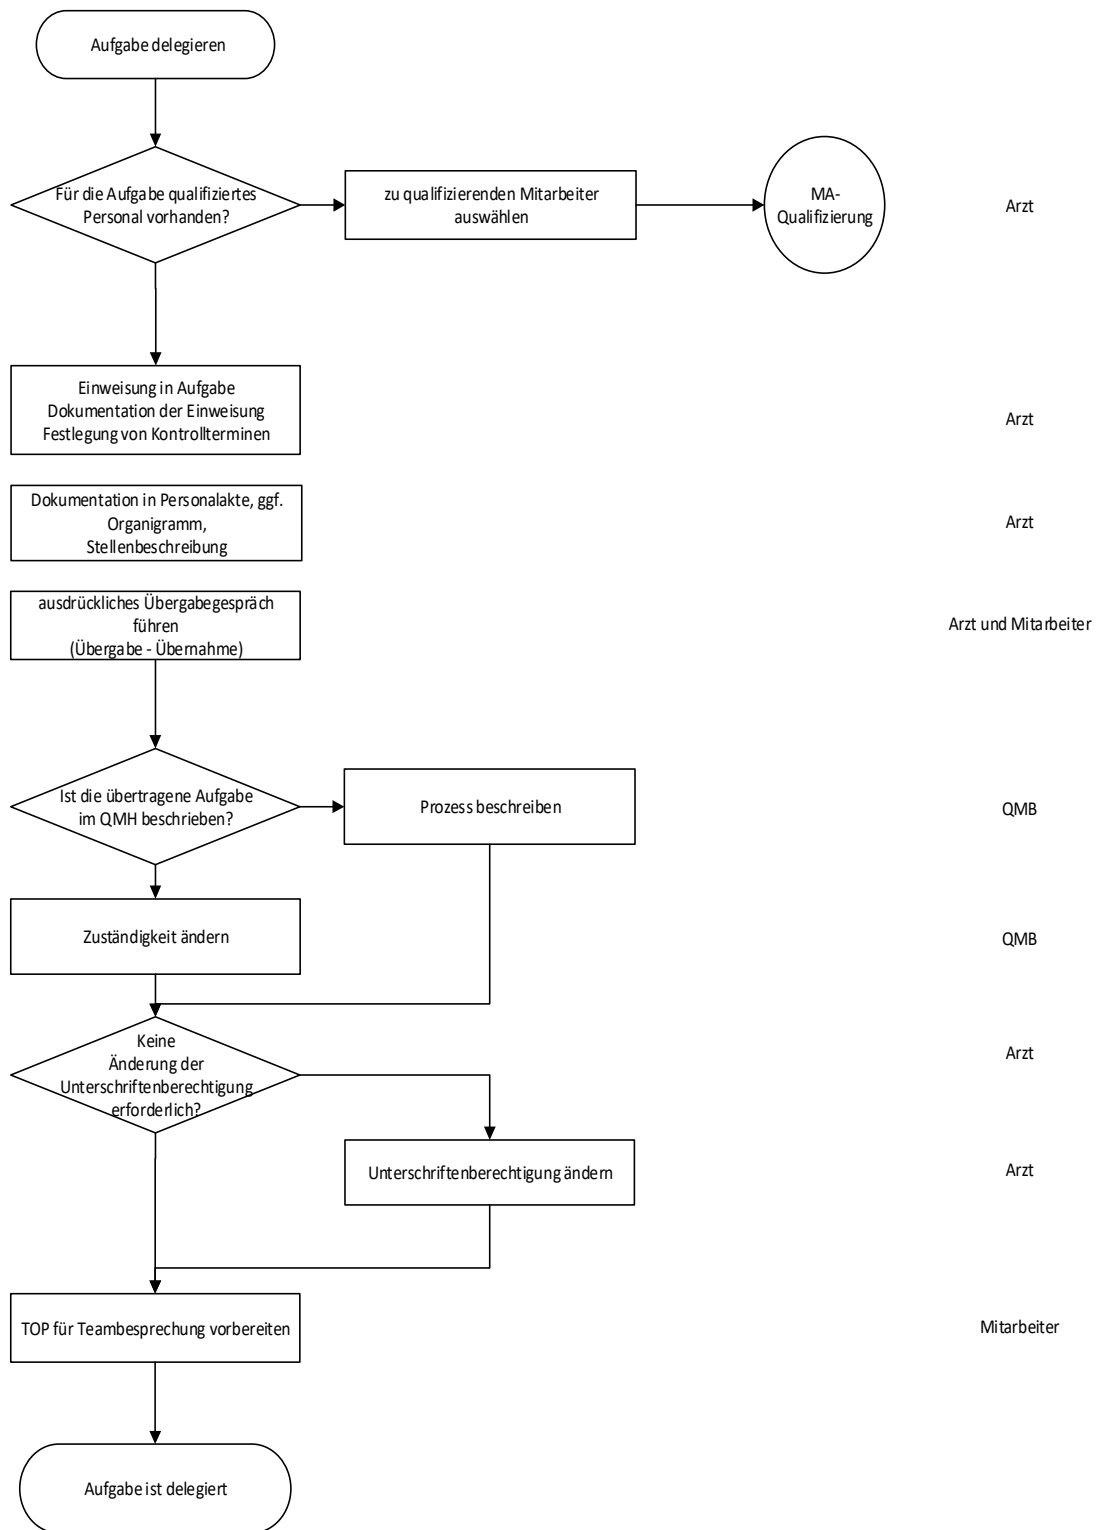 Aufgabe delegieren
Für die Aufgabe qualifiziertes
Personal vorhanden?
zu qualifizierenden Mitarbeiter
auswählen
MA-
Qualifizierung
Arzt
Einweisung in Aufgabe
Dokumentation der Einweisung
Festlegung von Kontrollterminen
Arzt
Dokumentation in Personalakte, ggf.
Organigramm,
Stellenbeschreibung
Arzt
ausdrückliches Übergabegespräch
führen
(Übergabe - Übernahme)
Arzt und Mitarbeiter
Ist die übertragene Aufgabe
im QMH beschrieben?
Prozess beschreiben
QMB
Zuständigkeit ändern
QMB
Keine
Änderung der
Unterschriftenberechtigung
erforderlich?
Arzt
Unterschriftenberechtigung ändern
Arzt
TOP für Teambesprechung vorbereiten
Mitarbeiter
Aufgabe ist delegiert